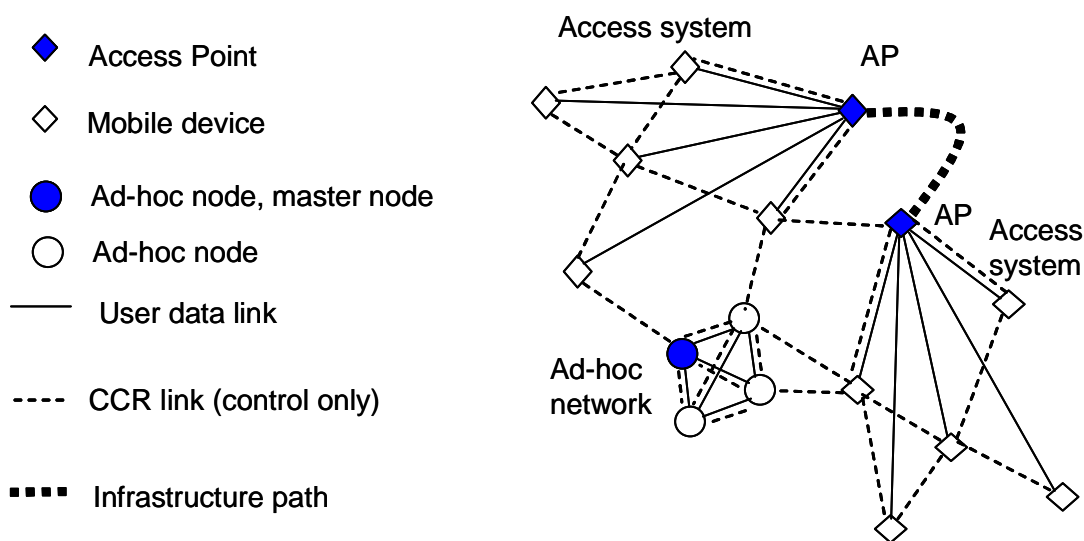 Access Point
Mobile device
Ad-hoc node, master node
Ad-hoc node
User data link
CCR link (control only)
Infrastructure path
Access system
AP
AP
Access
system
Ad-hoc
network